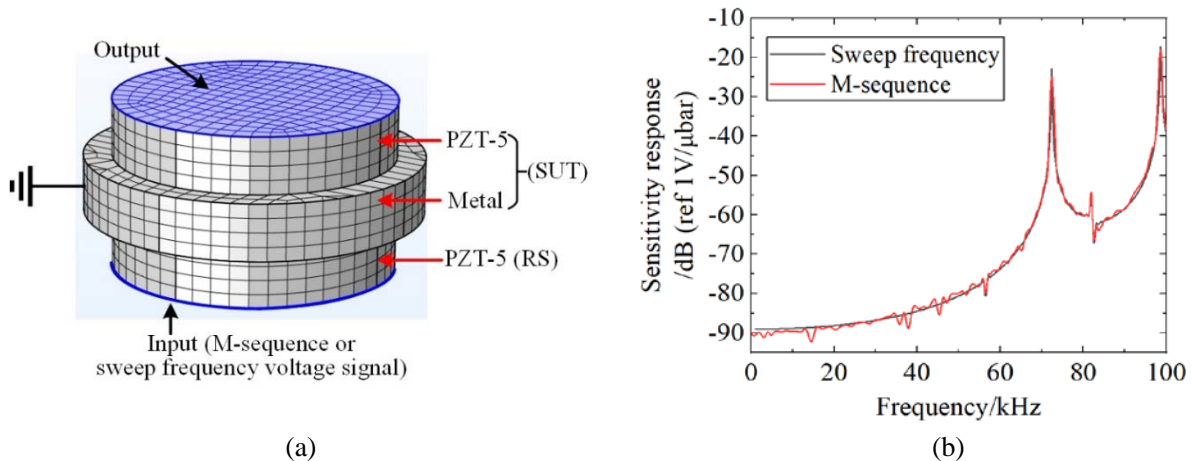 Output
PZT-5
(SUT)
Metal
PZT-5 (RS)
Input (M-sequence or
sweep frequency voltage signal)
(a)
Sensitivity response
/dB (ref 1V/μbar)
-10
-20
-30
-40
-50
-60
-70
-80
-90
Sweep frequency
M-sequence
0
20
40
60
80
100
Frequency/kHz
(b)